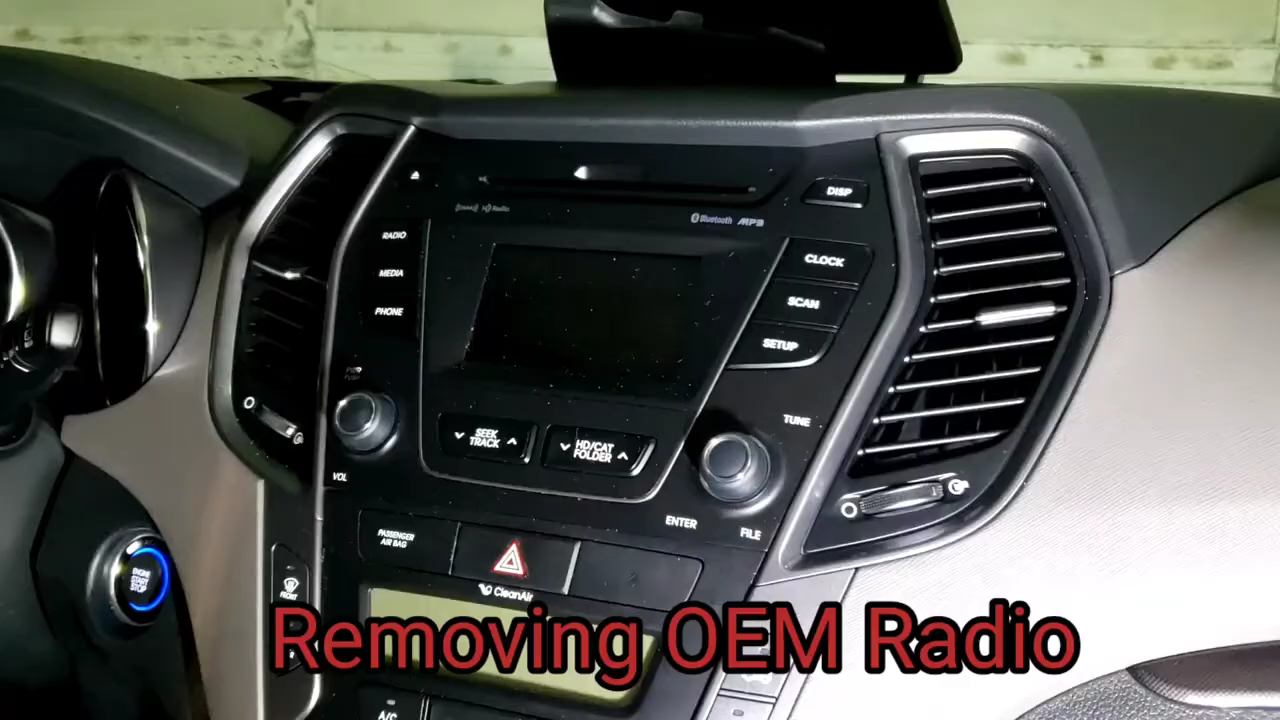 DISP
Bluetooth MP3
RADIO
CLOCK
MEDIA
SCAN
PHONE
SETUP
TUNE
SEEK
TRACK
HD/CAT
FOLDER
VOL
ENTER
FILE
PASSENGER
AIR BAG
ENGINE
START
STOP
FRONT
CleanAir
Removing OEM Radio
A/C